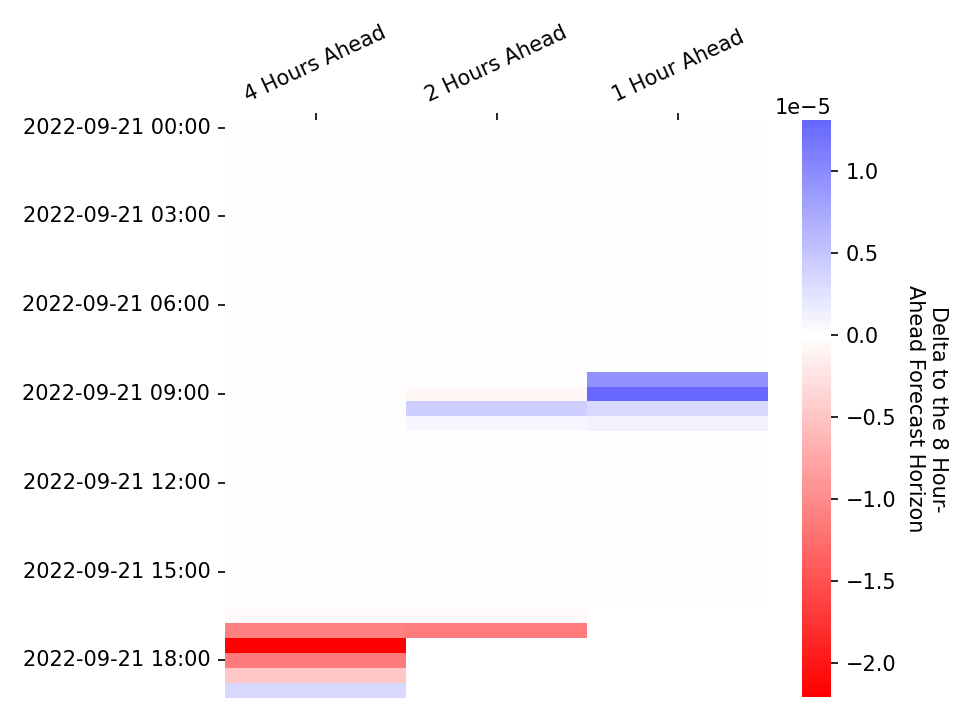 4 Hours Ahead
2 Hours Ahead
1 Hour Ahead
1e−5
2022-09-21 00:00
2022-09-21 03:00
2022-09-21 06:00
2022-09-21 09:00
2022-09-21 12:00
2022-09-21 15:00
2022-09-21 18:00
1.0
0.5
0.0
−0.5
−1.0
−1.5
−2.0
Delta to the 8 Hour-
Ahead Forecast Horizon